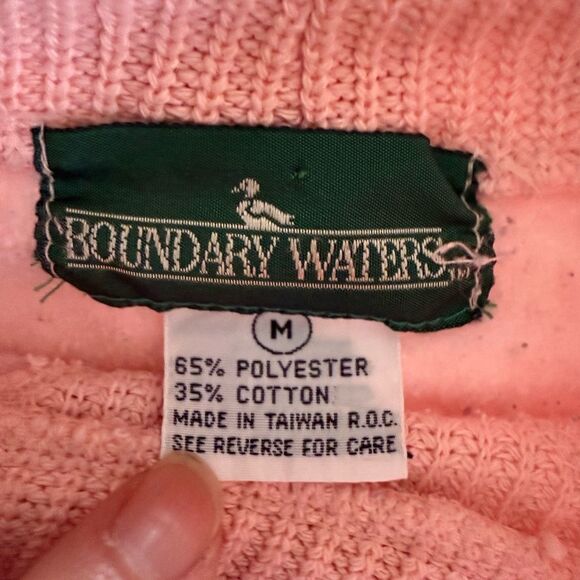 BOUNDARY WATERS
M
65% POLYESTER
35% COTTON
MADE IN TAIWAN R.O.C.
SEE REVERSE FOR CARE